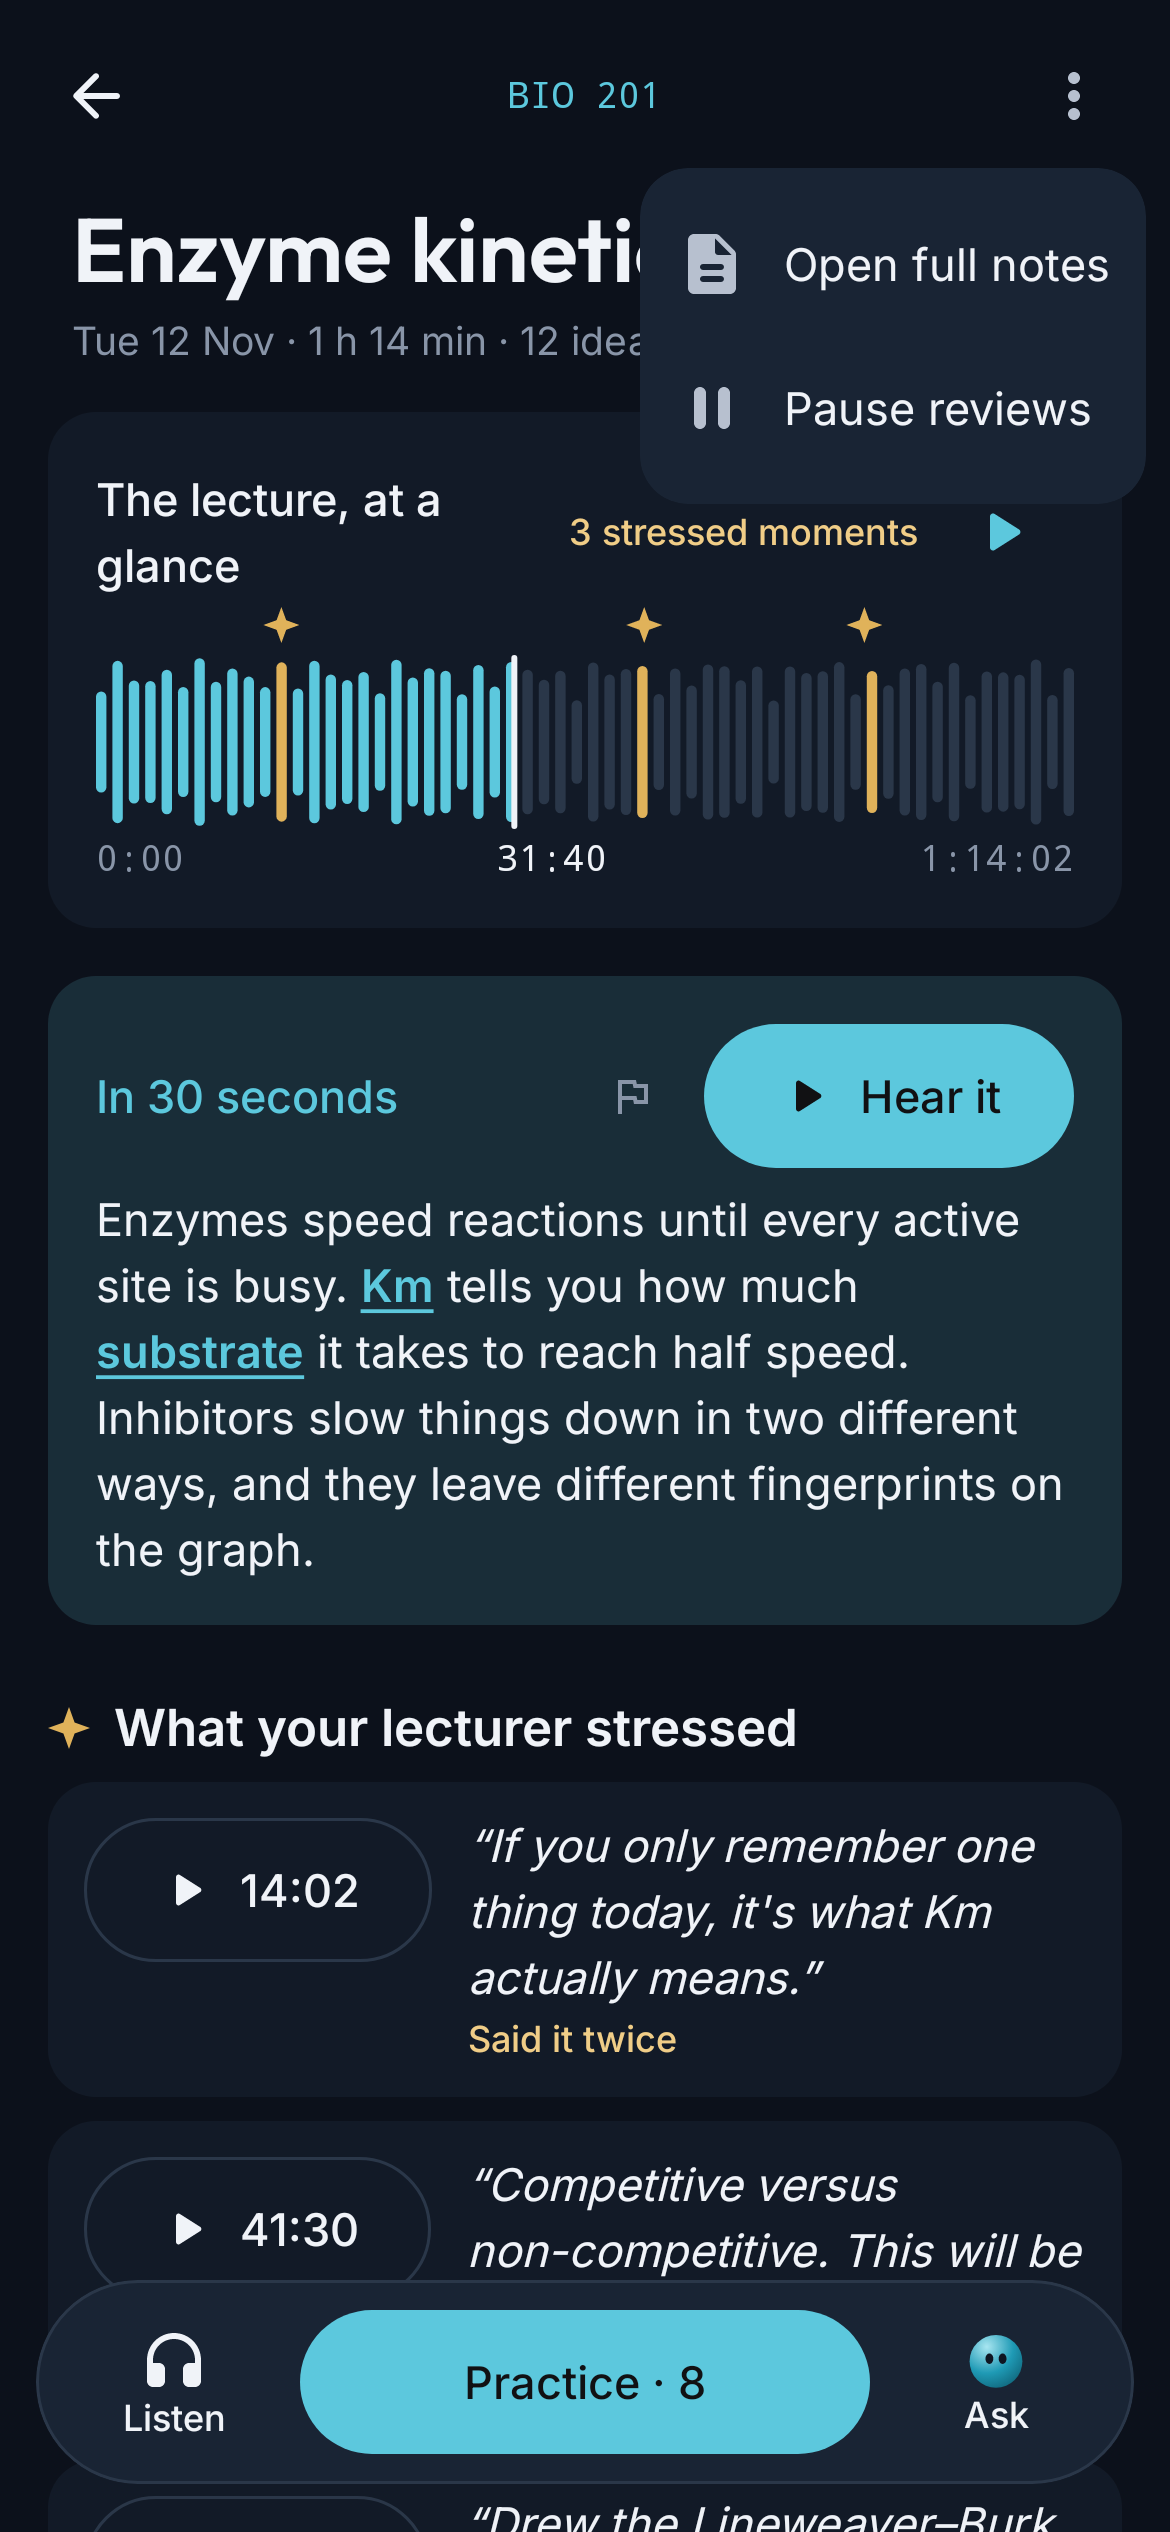 BIO 201
Open full notes
Pause reviews
Enzyme
Tue 12 Nov · 1 h 14 min · 12
The lecture, at a
glance
3 stressed moments
0:00
31:40
1:14:02
In 30 seconds
Hear it
Enzymes speed reactions until every active
site is busy. Km tells you how much
substrate it takes to reach half speed.
Inhibitors slow things down in two different
ways, and they leave different fingerprints on
the graph.
What your lecturer stressed
14:02
“If you only remember one
thing today, it's what Km
actually means.”
Said it twice
41:30
“Competitive versus
non-competitive. This will be
Listen
Practice · 8
Ask
“Drew the Lineweaver–Burk